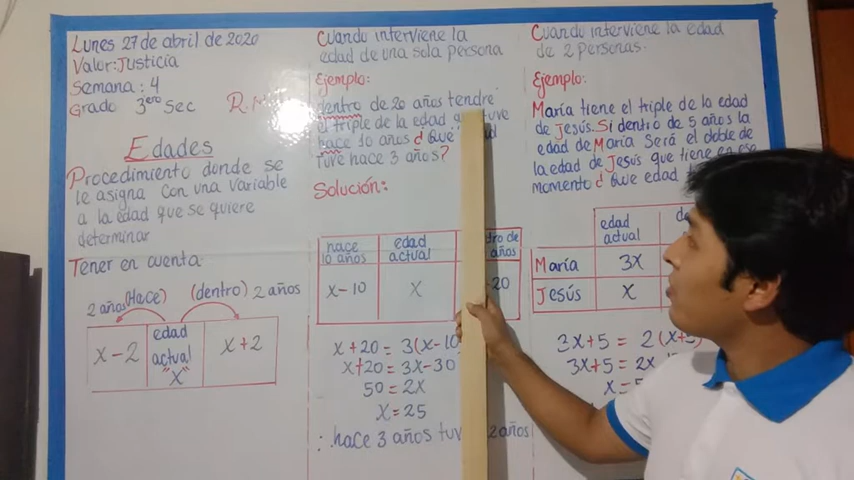 Lunes 27 de abril de 2020
Valor: Justicia
Semana: 4
Grado 3ero Sec R.M
Edades
Procedimiento donde se
le asigna con una variable
a la edad que se quiere
determinar
Tener en cuenta
2 años (Hace) (dentro) 2 años
x-2 edad actual "x" x+2
Cuando interviene la
edad de una sola persona
Ejemplo:
dentro de 20 años tendré
el triple de la edad tuve
hace 10 años ¿Qué
tuve hace 3 años?
Solución:
hace 10 años edad actual de años
x-10 x 20
x+20 = 3(x-10
x+20 = 3x-30
50 = 2x
x = 25
∴ hace 3 años 2 años
Cuando interviene la edad
de 2 personas.
Ejemplo:
María tiene el triple de la edad
de Jesús. Si dentro de 5 años la
edad de María Será el doble de
la edad de Jesús que tiene en
momento ¿Qué edad
edad actual
María 3x
Jesús x
3x+5 = 2(x+5)
3x+5 = 2x
x=5